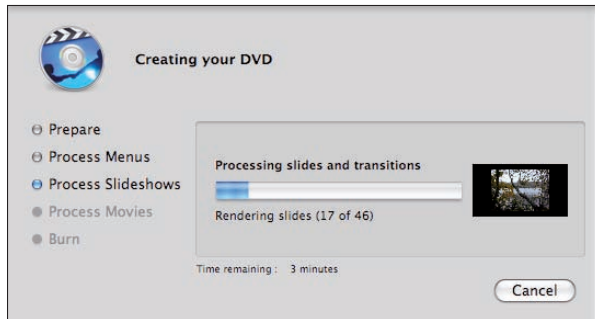 Creating your DVD
Prepare
Process Menus
Process Slideshows
Process Movies
Burn
Processing slides and transitions
Rendering slides (17 of 46)
Time remaining : 3 minutes
Cancel